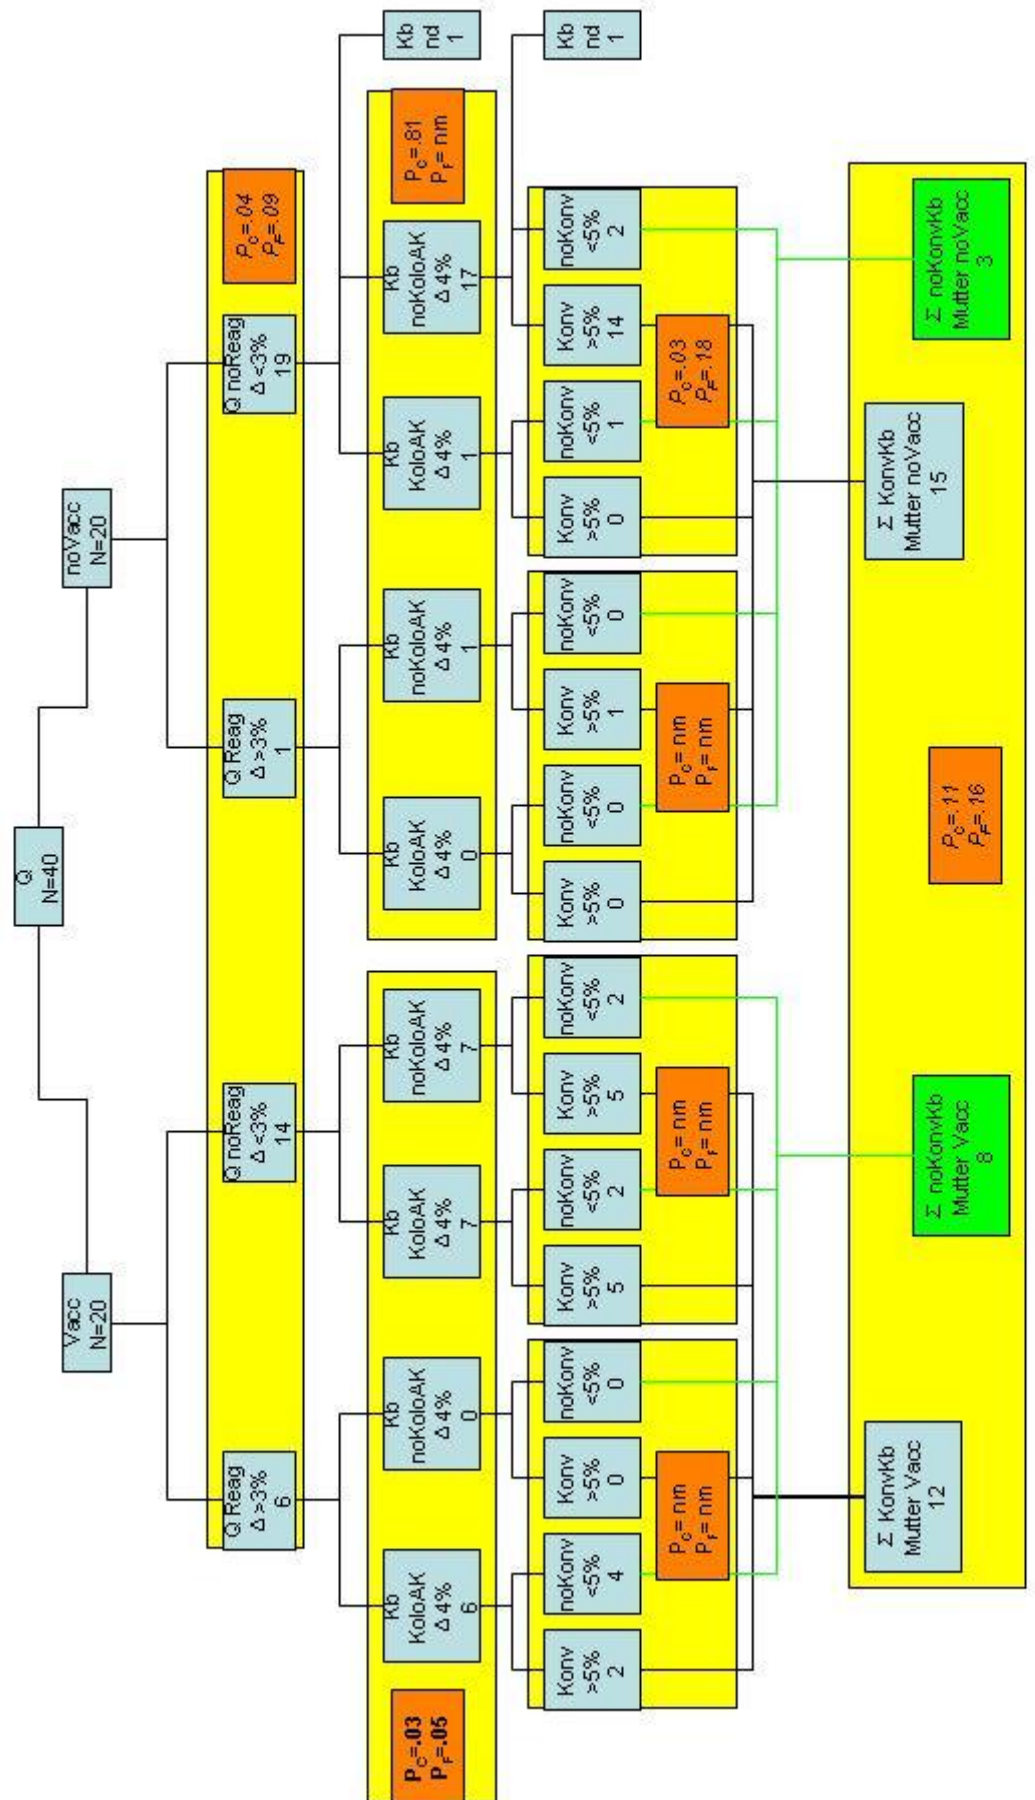 Q
N=40
Vacc
N=20
noVacc
N=20
Q Reag
Δ >3%
6
Q noReag
Δ <3%
14
Q Reag
Δ >3%
1
Q noReag
Δ <3%
19
Pc=.04
PF=.09
Pc=.03
PF=.05
Kb
KoloAK
Δ 4%
6
Kb
noKoloAK
Δ 4%
0
Kb
KoloAK
Δ 4%
7
Kb
noKoloAK
Δ 4%
7
Kb
KoloAK
Δ 4%
0
Kb
noKoloAK
Δ 4%
1
Kb
KoloAK
Δ 4%
1
Kb
noKoloAK
Δ 4%
17
Pc=.81
PF= nm
Kb
nd
1
Konv
>5%
2
noKonv
<5%
4
Konv
>5%
0
noKonv
<5%
0
Konv
>5%
5
noKonv
<5%
2
Konv
>5%
5
noKonv
<5%
2
Konv
>5%
0
noKonv
<5%
0
Konv
>5%
1
noKonv
<5%
0
Konv
>5%
0
noKonv
<5%
1
Konv
>5%
14
noKonv
<5%
2
Kb
nd
1
Pc= nm
PF= nm
Pc= nm
PF= nm
Pc= nm
PF= nm
Pc=.03
PF=.18
Σ KonvKb
Mutter Vacc
12
Σ noKonvKb
Mutter Vacc
8
Pc=.11
PF=.16
Σ KonvKb
Mutter noVacc
15
Σ noKonvKb
Mutter noVacc
3